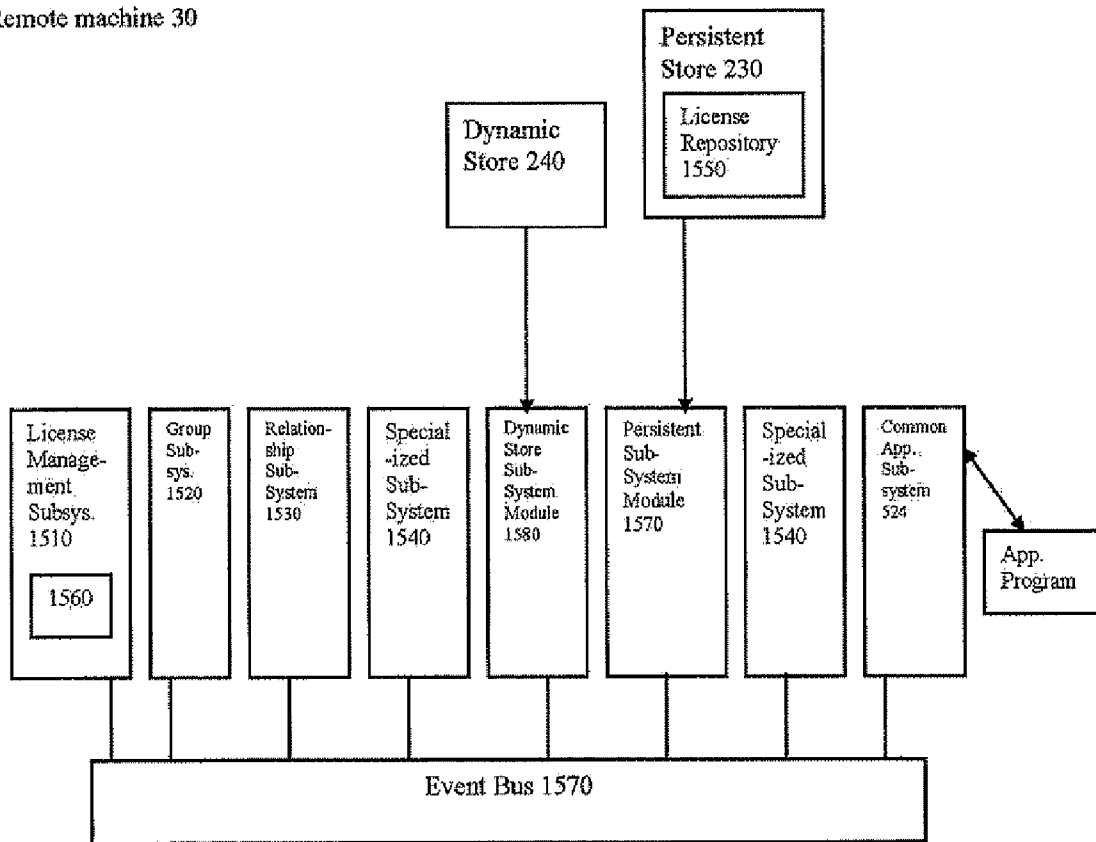 Remote machine 30
Persistent
Store 230
License
Repository
1550
Dynamic
Store 240
License
Manage-
ment
Subsys.
1510
1560
Group
Sub-
sys.
1520
Relation-
ship
Sub-
System
1530
Special
-ized
Sub-
System
1540
Dynamic
Store
Sub-
System
Module
1580
Persistent
Sub-
System
Module
1570
Special
-ized
Sub-
System
1540
Common
App.
Sub-
system
524
App.
Program
Event Bus 1570